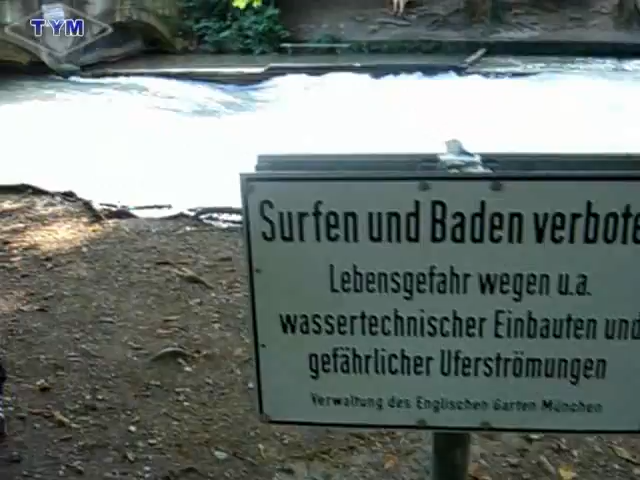 TYM
Surfen und Baden verbote
Lebensgefahr wegen u.a.
wassertechnischer Einbauten und
gefährlicher Uferströmungen
Verwaltung des Englischen Garten München